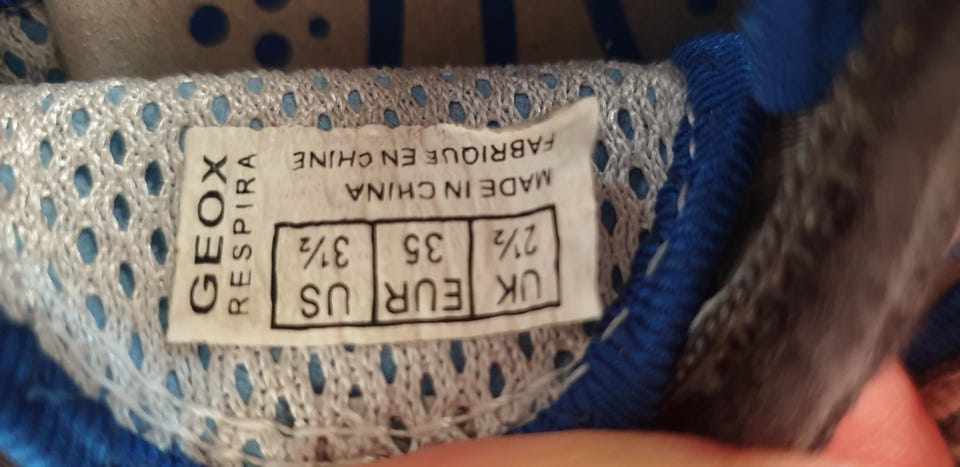 GEOX
RESPIRA
UK EUR US
2½ 35 3½
MADE IN CHINA
FABRIQUE EN CHINE